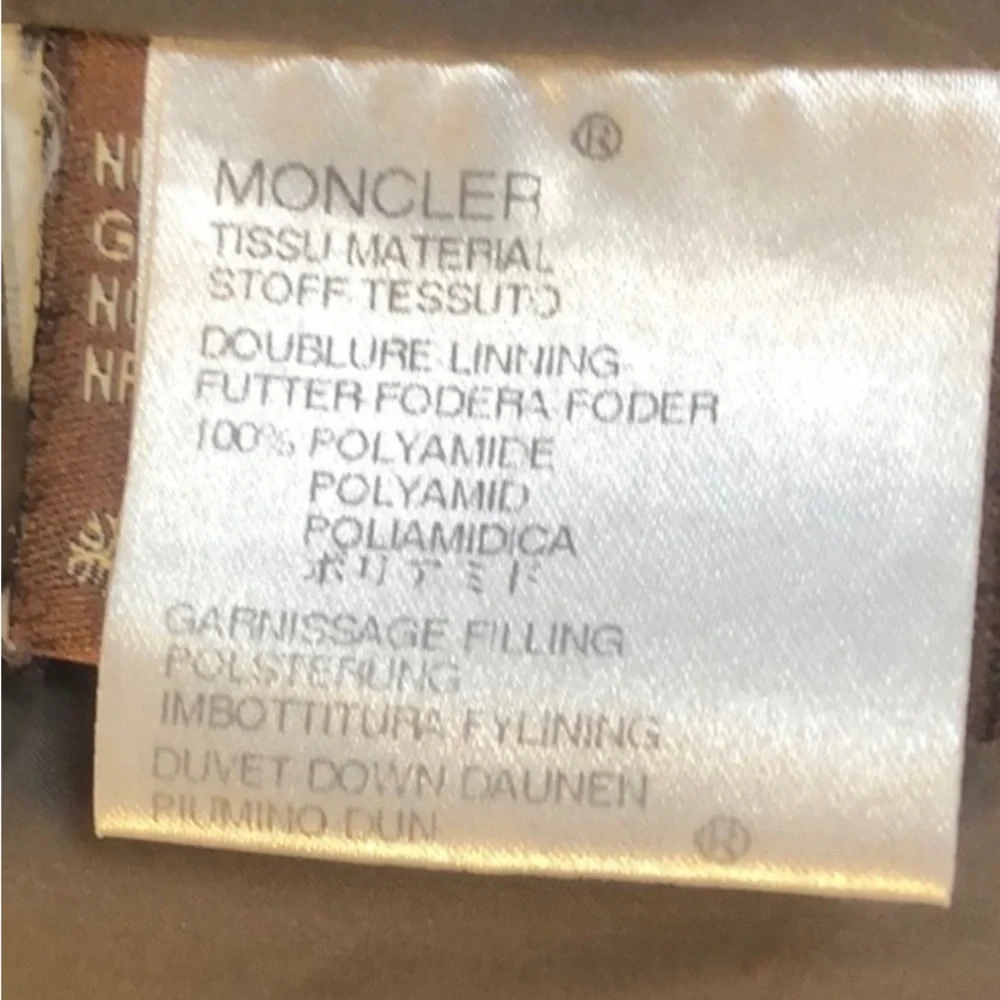 ®
MONCLER
TISSU MATERIAL
STOFF TESSUTO
DOUBLURE LINNING
FUTTER FODERA FODER
100% POLYAMIDE
POLYAMID
POLIAMIDICA
ポリアミド
GARNISSAGE FILLING
POLSTERUNG
IMBOTTITURA FYLINING
DUVET DOWN DAUNEN
PIUMINO DUN
®